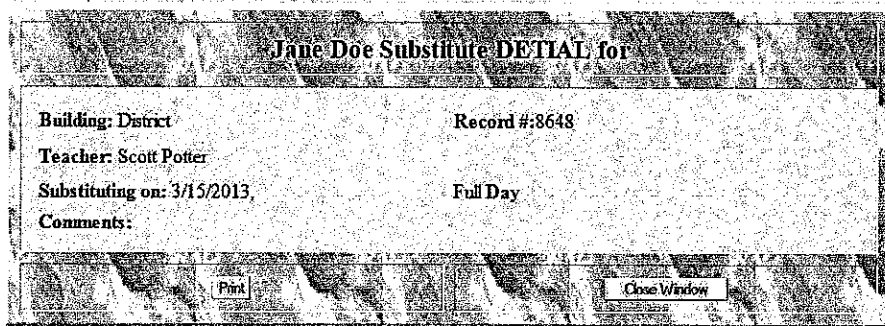 Jane Doe Substitute DETIAL for
Building: District Record #:8648
Teacher: Scott Potter
Substituting on: 3/15/2013, Full Day
Comments:
Print Close Window